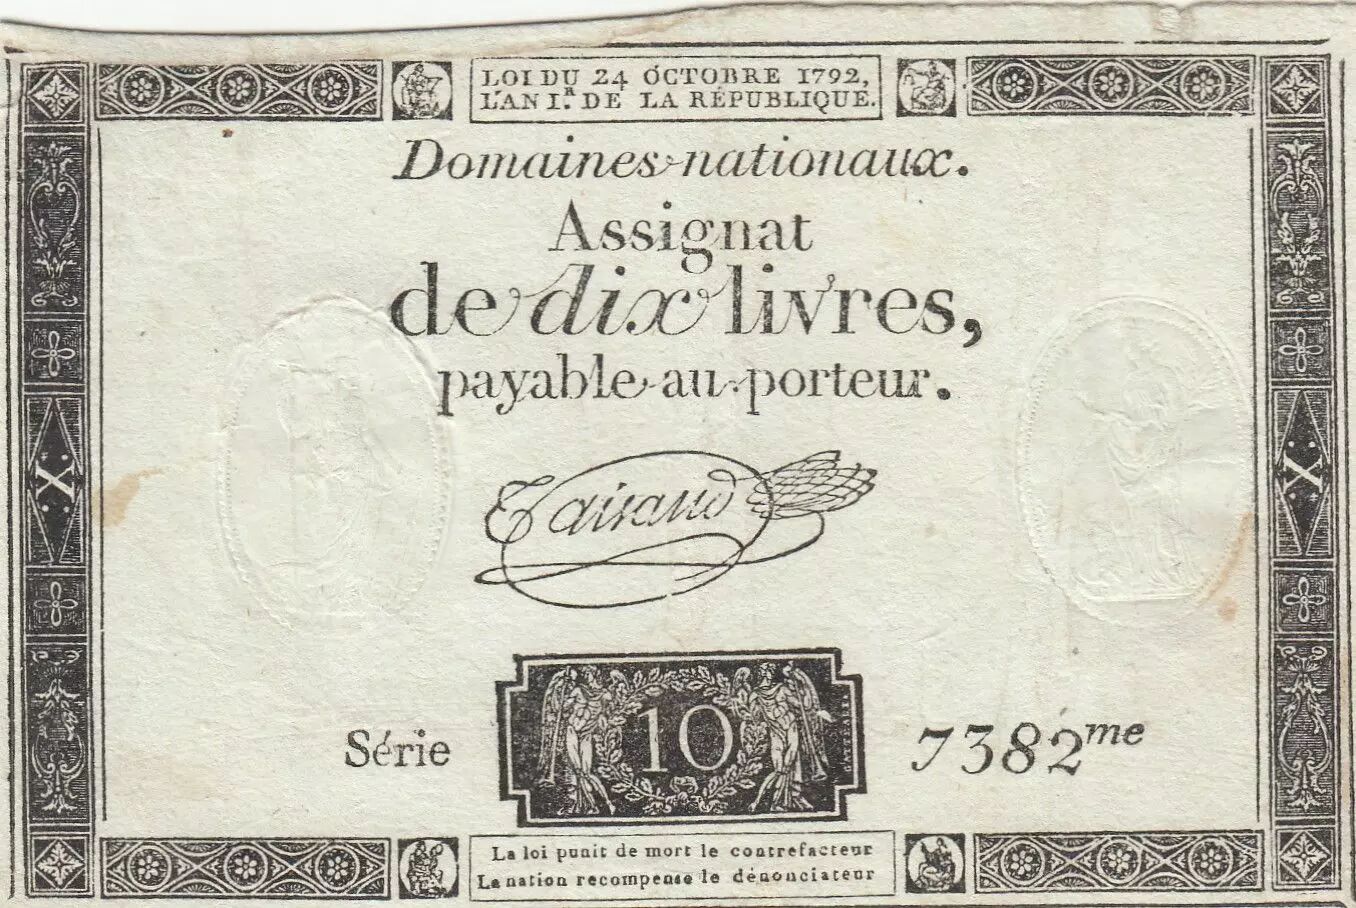 LOI DU 24 OCTOBRE 1792,
L'AN I.R DE LA RÉPUBLIQUE.
Domaines nationaux.
Assignat
de dix livres,
payable au porteur.
Taisaud
X X
10
Série 7382me
La loi punit de mort le contrefacteur
La nation recompense le dénonciateur